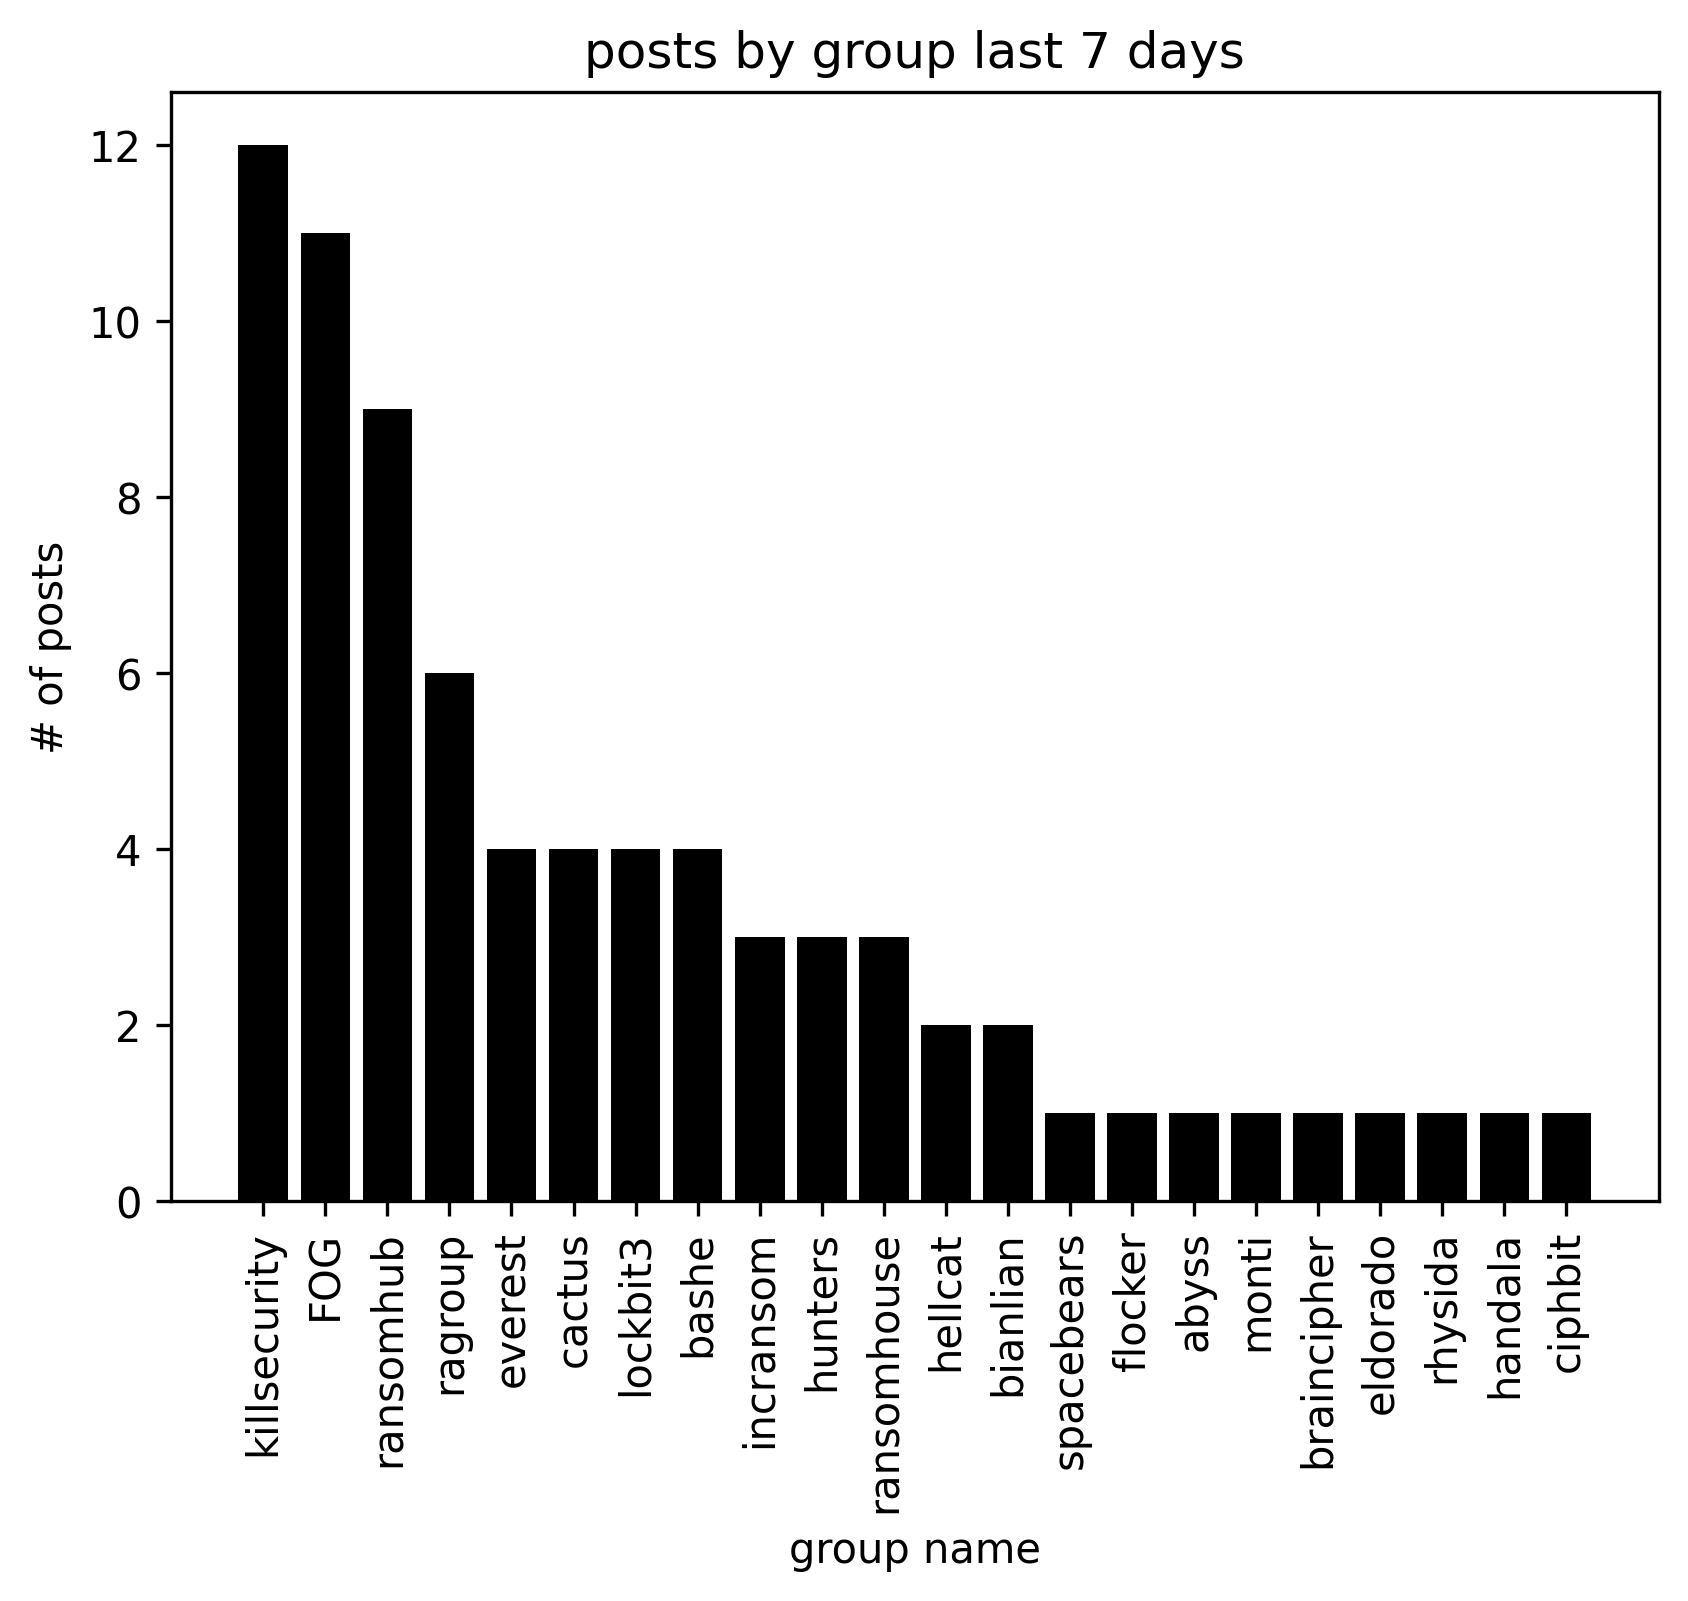 posts by group last 7 days
# of posts
12
10
8
6
4
2
0
killsecurity
FOG
ransomhub
ragroup
everest
cactus
lockbit3
bashe
incransom
hunters
ransomhouse
hellcat
bianlian
spacebears
flocker
abyss
monti
braincipher
eldorado
rhysida
handala
ciphbit
group name